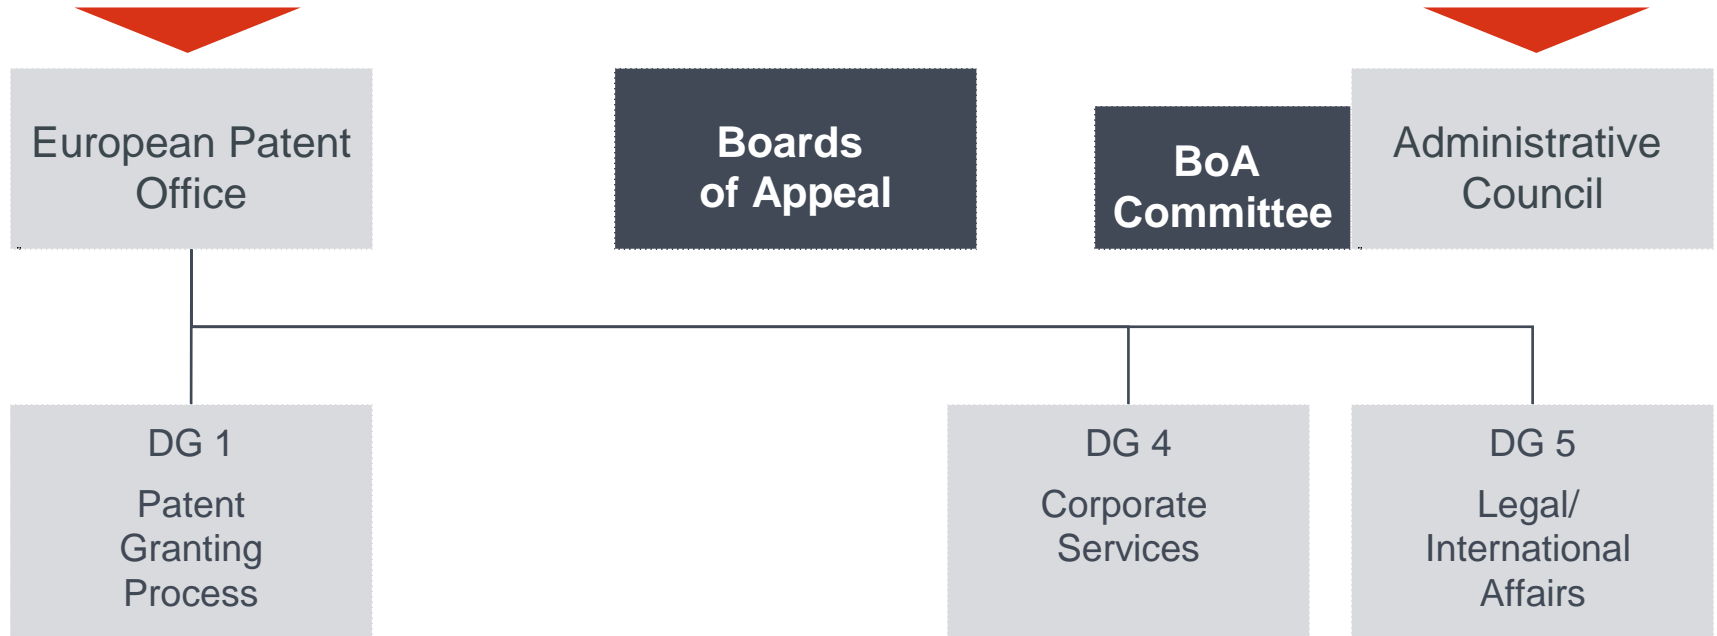 European Patent
Office
Boards
of Appeal
BoA
Committee
Administrative
Council
DG 1
Patent
Granting
Process
DG 4
Corporate
Services
DG 5
Legal/
International
Affairs